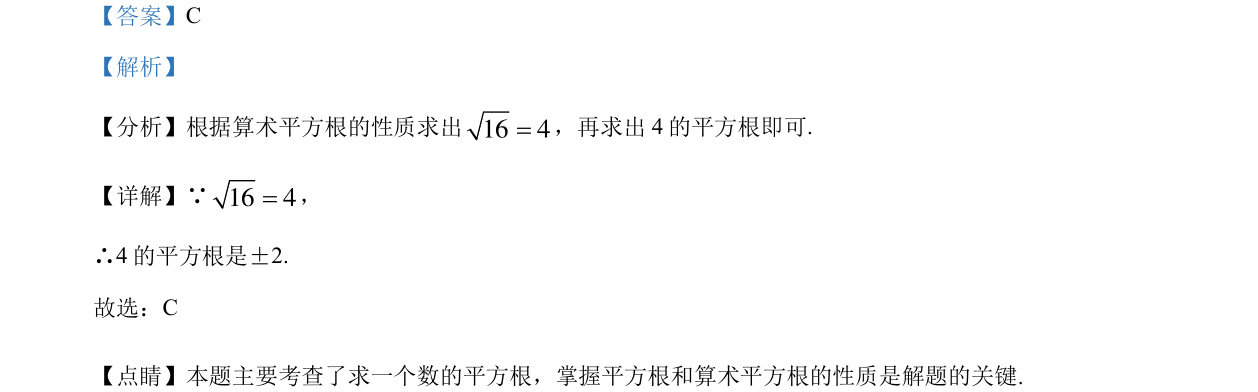 【答案】C
【解析】
【分析】根据算术平方根的性质求出√16 = 4，再求出 4 的平方根即可.
【详解】∵√16 = 4，
∴4 的平方根是±2.
故选：C
【点睛】本题主要考查了求一个数的平方根，掌握平方根和算术平方根的性质是解题的关键.